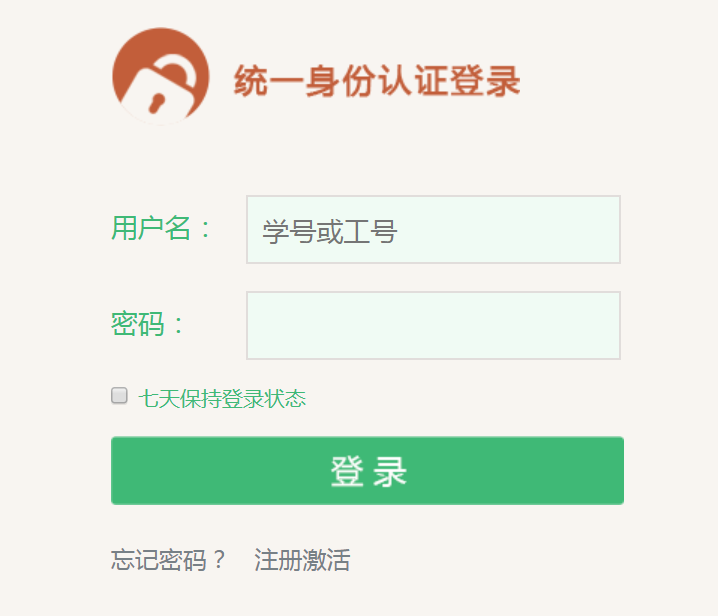 统一身份认证登录
用户名： 学号或工号
密码：
七天保持登录状态
登 录
忘记密码？ 注册激活